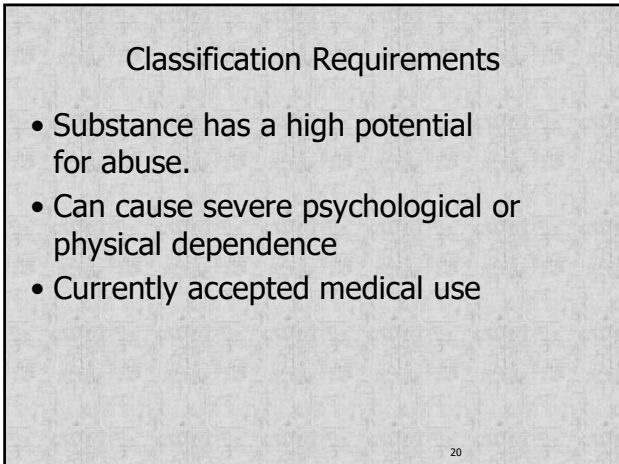 Classification Requirements
• Substance has a high potential
for abuse.
• Can cause severe psychological or
physical dependence
• Currently accepted medical use
20